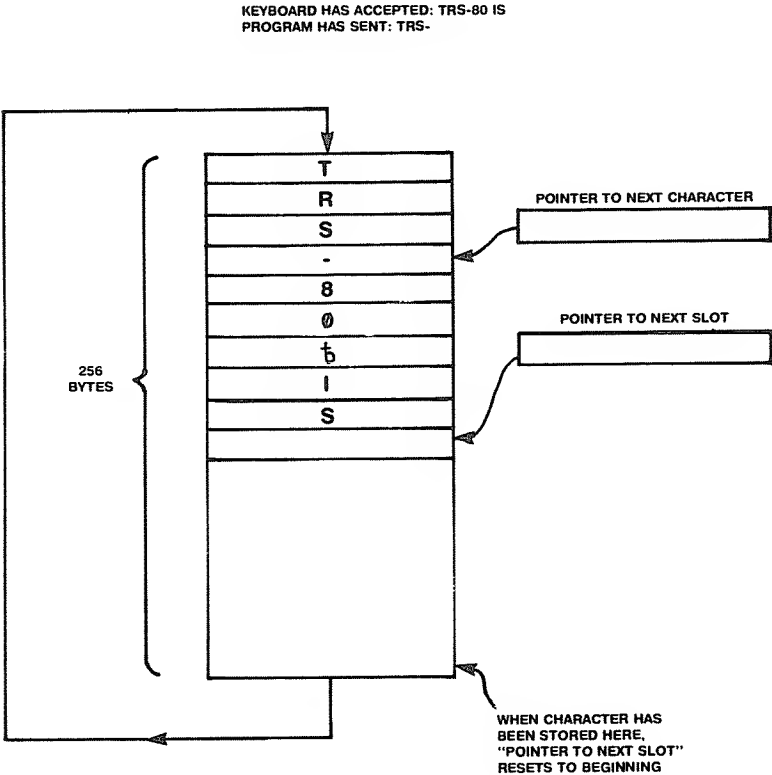 KEYBOARD HAS ACCEPTED: TRS-80 IS
PROGRAM HAS SENT: TRS-
T
R
S
-
8
0
b
I
S
256
BYTES
POINTER TO NEXT CHARACTER
POINTER TO NEXT SLOT
WHEN CHARACTER HAS
BEEN STORED HERE,
"POINTER TO NEXT SLOT"
RESETS TO BEGINNING